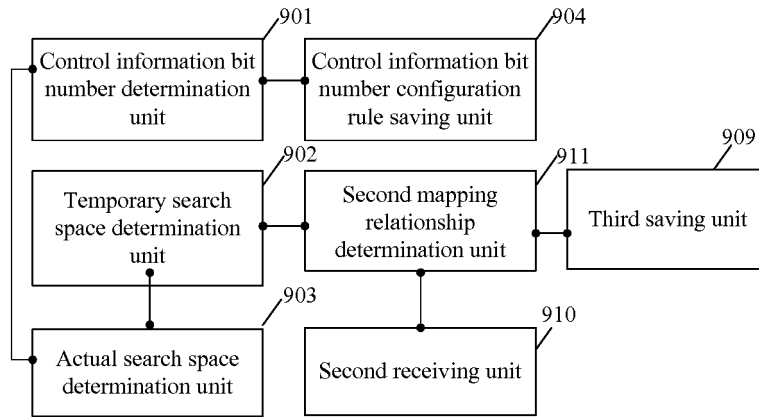 901
904
Control information bit
number determination
unit
Control information bit
number configuration
rule saving unit
902
911
909
Temporary search
space determination
unit
Second mapping
relationship
determination unit
Third saving unit
903
910
Actual search space
determination unit
Second receiving unit